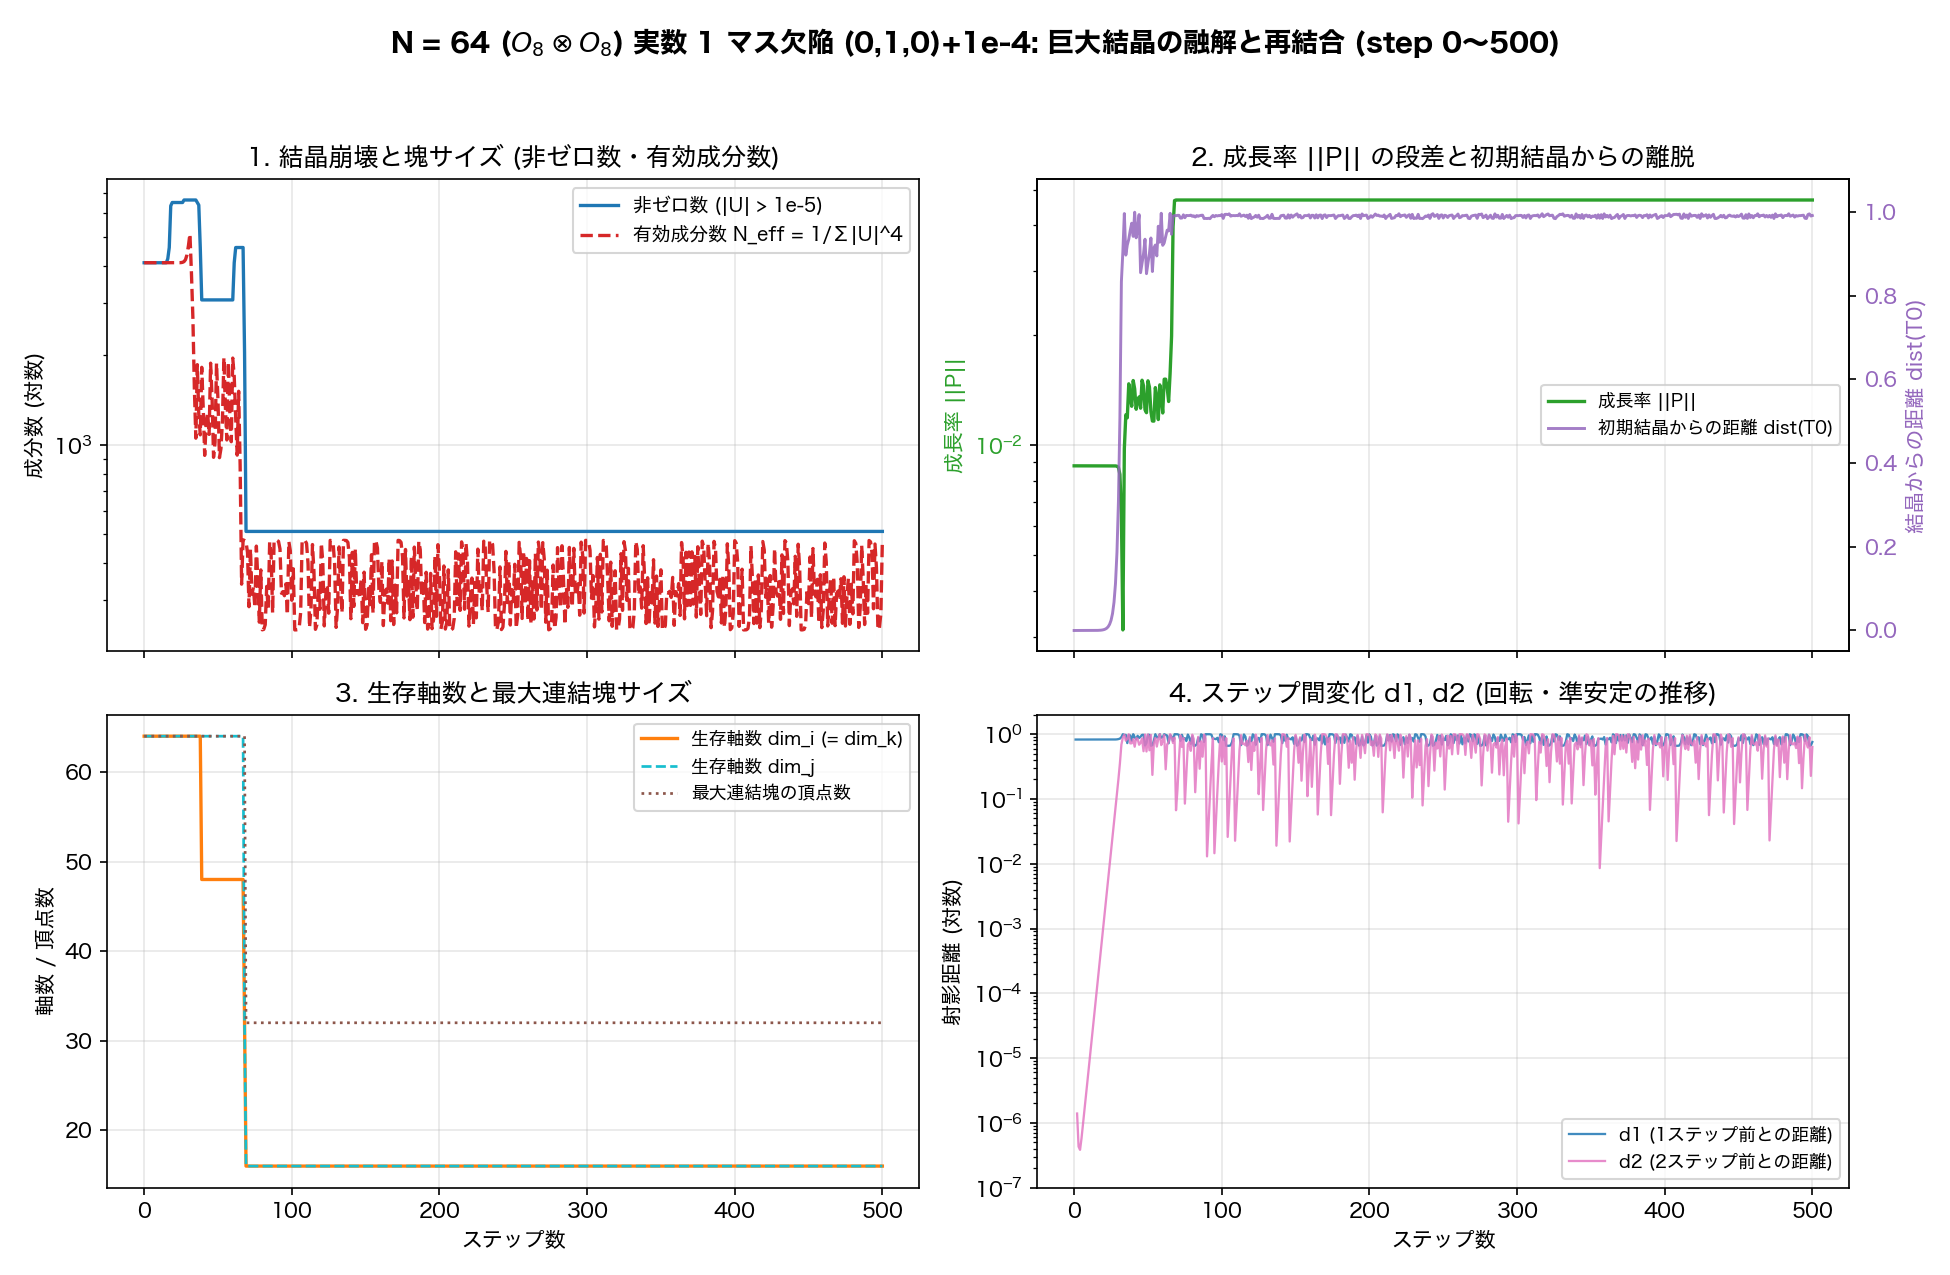 N = 64 (O₈ ⊗ O₈) 実数 1 マス欠陥 (0,1,0)+1e-4: 巨大結晶の融解と再結合 (step 0〜500)
1. 結晶崩壊と塊サイズ (非ゼロ数・有効成分数)
成分数 (対数)
10³
非ゼロ数 (|U| > 1e-5)
有効成分数 N_eff = 1/Σ|U|^4
2. 成長率 ||P|| の段差と初期結晶からの離脱
成長率 ||P||
10⁻²
成長率 ||P||
初期結晶からの距離 dist(T0)
1.0
0.8
0.6
0.4
0.2
0.0
結晶からの距離 dist(T0)
3. 生存軸数と最大連結塊サイズ
軸数 / 頂点数
60
50
40
30
20
生存軸数 dim_i (= dim_k)
生存軸数 dim_j
最大連結塊の頂点数
0 100 200 300 400 500
ステップ数
4. ステップ間変化 d1, d2 (回転・準安定の推移)
射影距離 (対数)
10⁰
10⁻¹
10⁻²
10⁻³
10⁻⁴
10⁻⁵
10⁻⁶
10⁻⁷
d1 (1ステップ前との距離)
d2 (2ステップ前との距離)
0 100 200 300 400 500
ステップ数